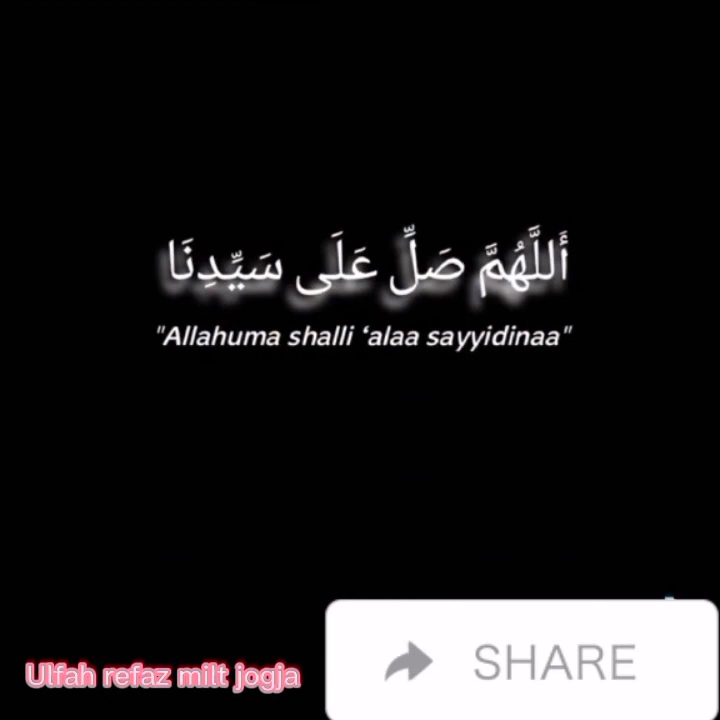 أَللَّهُمَّ صَلِّ عَلَى سَيِّدِنَا
"Allahuma shalli ‘alaa sayyidinaa"
Ulfah refaz milt jogja
SHARE